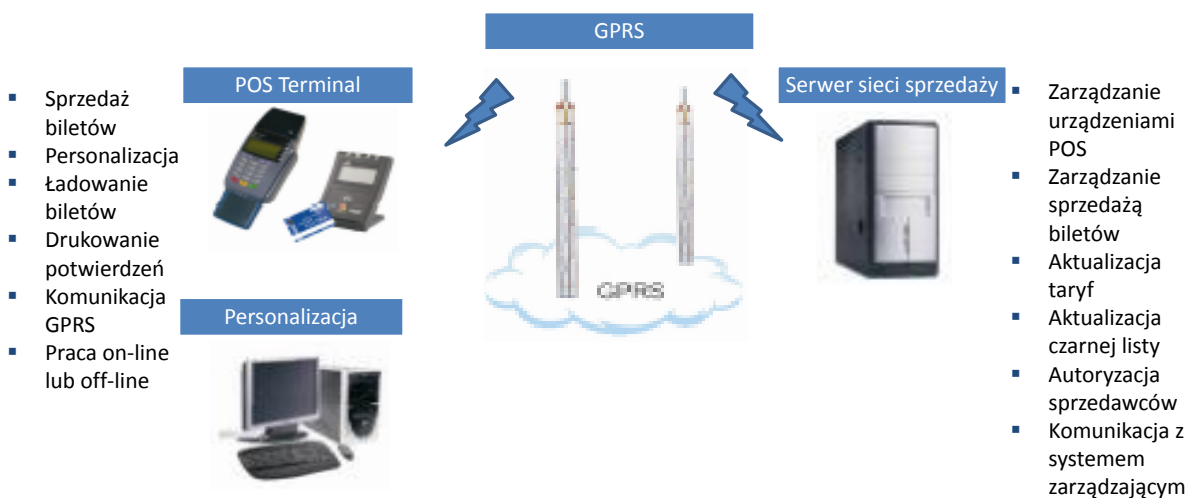 GPRS
POS Terminal
Serwer sieci sprzedaży
▪ Sprzedaż
biletów
▪ Personalizacja
▪ Ładowanie
biletów
▪ Drukowanie
potwierdzeń
▪ Komunikacja
GPRS
▪ Praca on-line
lub off-line
Personalizacja
GPRS
▪ Zarządzanie
urządzeniami
POS
▪ Zarządzanie
sprzedażą
biletów
▪ Aktualizacja
taryf
▪ Aktualizacja
czarnej listy
▪ Autoryzacja
sprzedawców
▪ Komunikacja z
systemem
zarządzającym